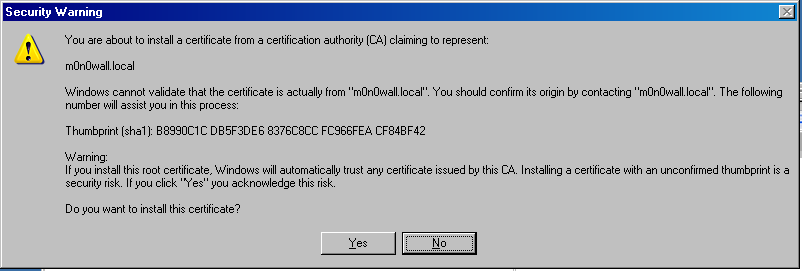 Security Warning
You are about to install a certificate from a certification authority (CA) claiming to represent:
m0n0wall.local
Windows cannot validate that the certificate is actually from "m0n0wall.local". You should confirm its origin by contacting "m0n0wall.local". The following
number will assist you in this process:
Thumbprint (sha1): B8990C1C DB5F3DE6 8376C8CC FC966FEA CF84BF42
Warning:
If you install this root certificate, Windows will automatically trust any certificate issued by this CA. Installing a certificate with an unconfirmed thumbprint is a
security risk. If you click "Yes" you acknowledge this risk.
Do you want to install this certificate?
Yes
No